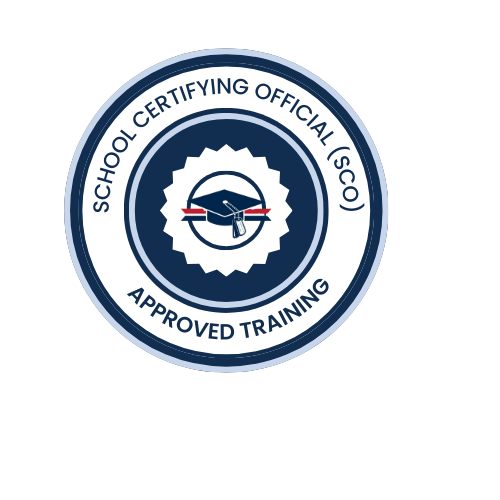 SCHOOL CERTIFYING OFFICIAL (SCO)
APPROVED TRAINING